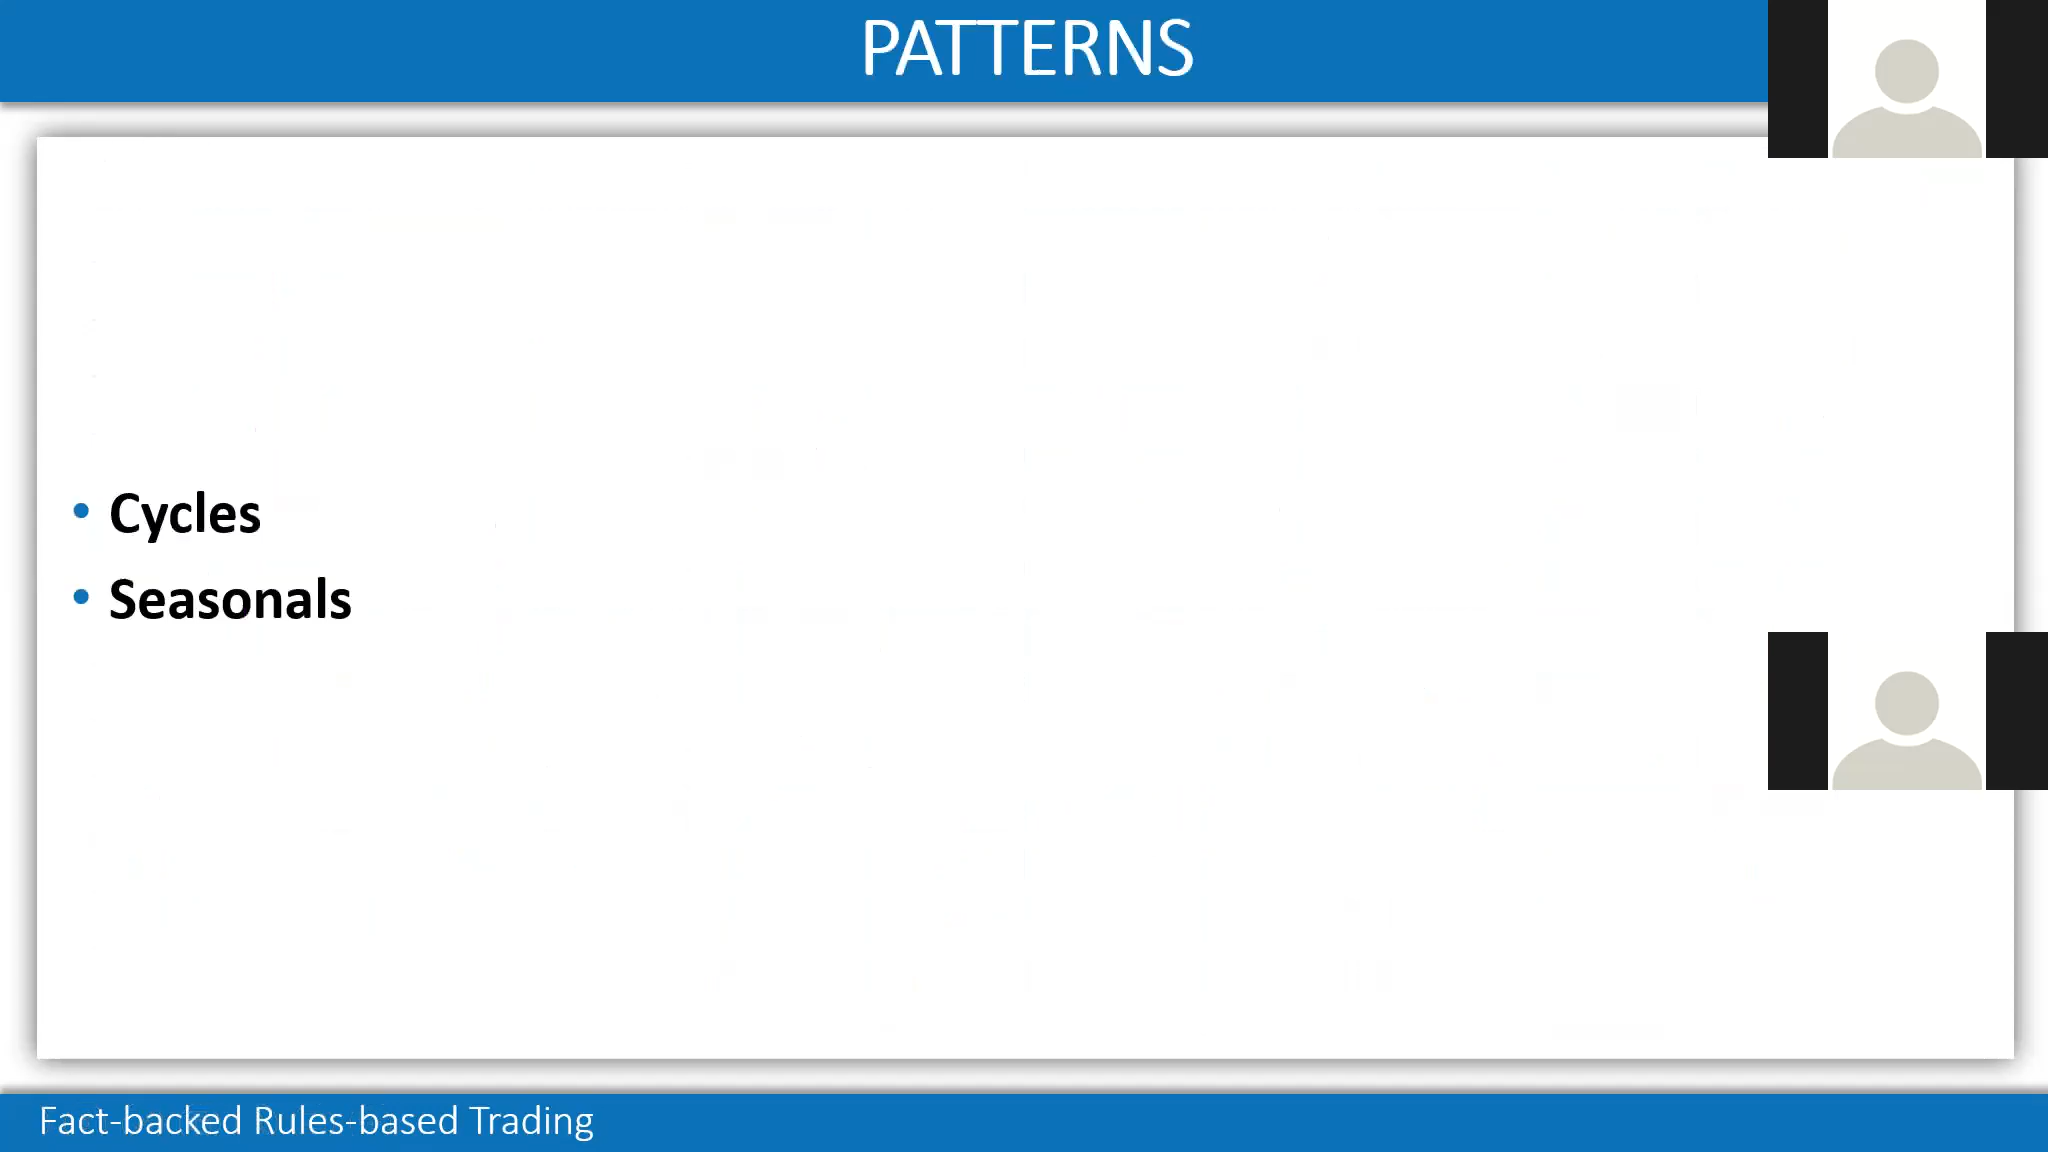 PATTERNS
• Cycles
• Seasonals
Fact-backed Rules-based Trading